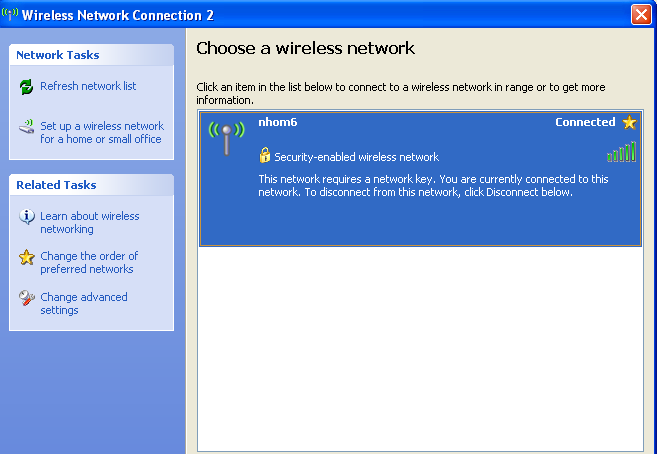 Wireless Network Connection 2
Network Tasks
Refresh network list
Set up a wireless network
for a home or small office
Related Tasks
Learn about wireless
networking
Change the order of
preferred networks
Change advanced
settings
Choose a wireless network
Click an item in the list below to connect to a wireless network in range or to get more
information.
nhom6
Connected
Security-enabled wireless network
This network requires a network key. You are currently connected to this
network. To disconnect from this network, click Disconnect below.